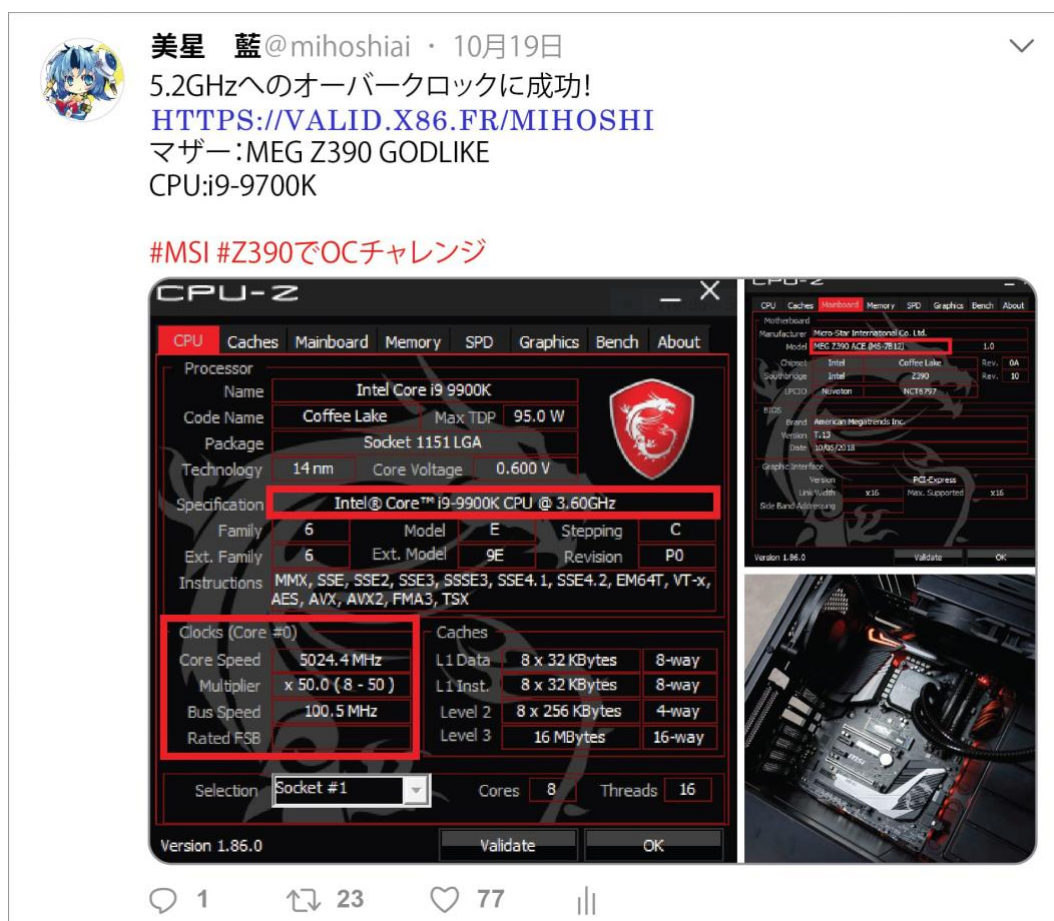 美星　藍@mihoshiai · 10月19日
5.2GHzへのオーバークロックに成功!
HTTPS://VALID.X86.FR/MIHOSHI
マザー:MEG Z390 GODLIKE
CPU:i9-9700K
#MSI #Z390でOCチャレンジ
CPU-Z
CPU Caches Mainboard Memory SPD Graphics Bench About
Processor
Name Intel Core i9 9900K
Code Name Coffee Lake Max TDP 95.0 W
Package Socket 1151 LGA
Technology 14 nm Core Voltage 0.600 V
Specification Intel® Core™ i9-9900K CPU @ 3.60GHz
Family 6 Model E Stepping C
Ext. Family 6 Ext. Model 9E Revision P0
Instructions MMX, SSE, SSE2, SSE3, SSSE3, SSE4.1, SSE4.2, EM64T, VT-x,
AES, AVX, AVX2, FMA3, TSX
Clocks (Core #0)
Core Speed 5024.4 MHz
Multiplier x 50.0 ( 8 - 50 )
Bus Speed 100.5 MHz
Rated FSB
Caches
L1 Data 8 x 32 KBytes 8-way
L1 Inst. 8 x 32 KBytes 8-way
Level 2 8 x 256 KBytes 4-way
Level 3 16 MBytes 16-way
Selection Socket #1 Cores 8 Threads 16
Version 1.86.0 Validate OK
CPU-Z
CPU Caches Mainboard Memory SPD Graphics Bench About
Motherboard
Manufacturer Micro-Star International Co. Ltd.
Model MEG Z390 ACE (MS-7B12) 1.0
Chipset Intel Coffee Lake Rev. 0A
Southbridge Intel Z390 Rev. 10
LPCIO Nuvoton NCT6797
BIOS
Brand American Megatrends Inc.
Version T.13
Date 10/05/2018
Graphic Interface
Version PCI-Express
Link Width x16 Max. Supported x16
Side Band Addressing
Version 1.86.0 Validate OK
1 23 77